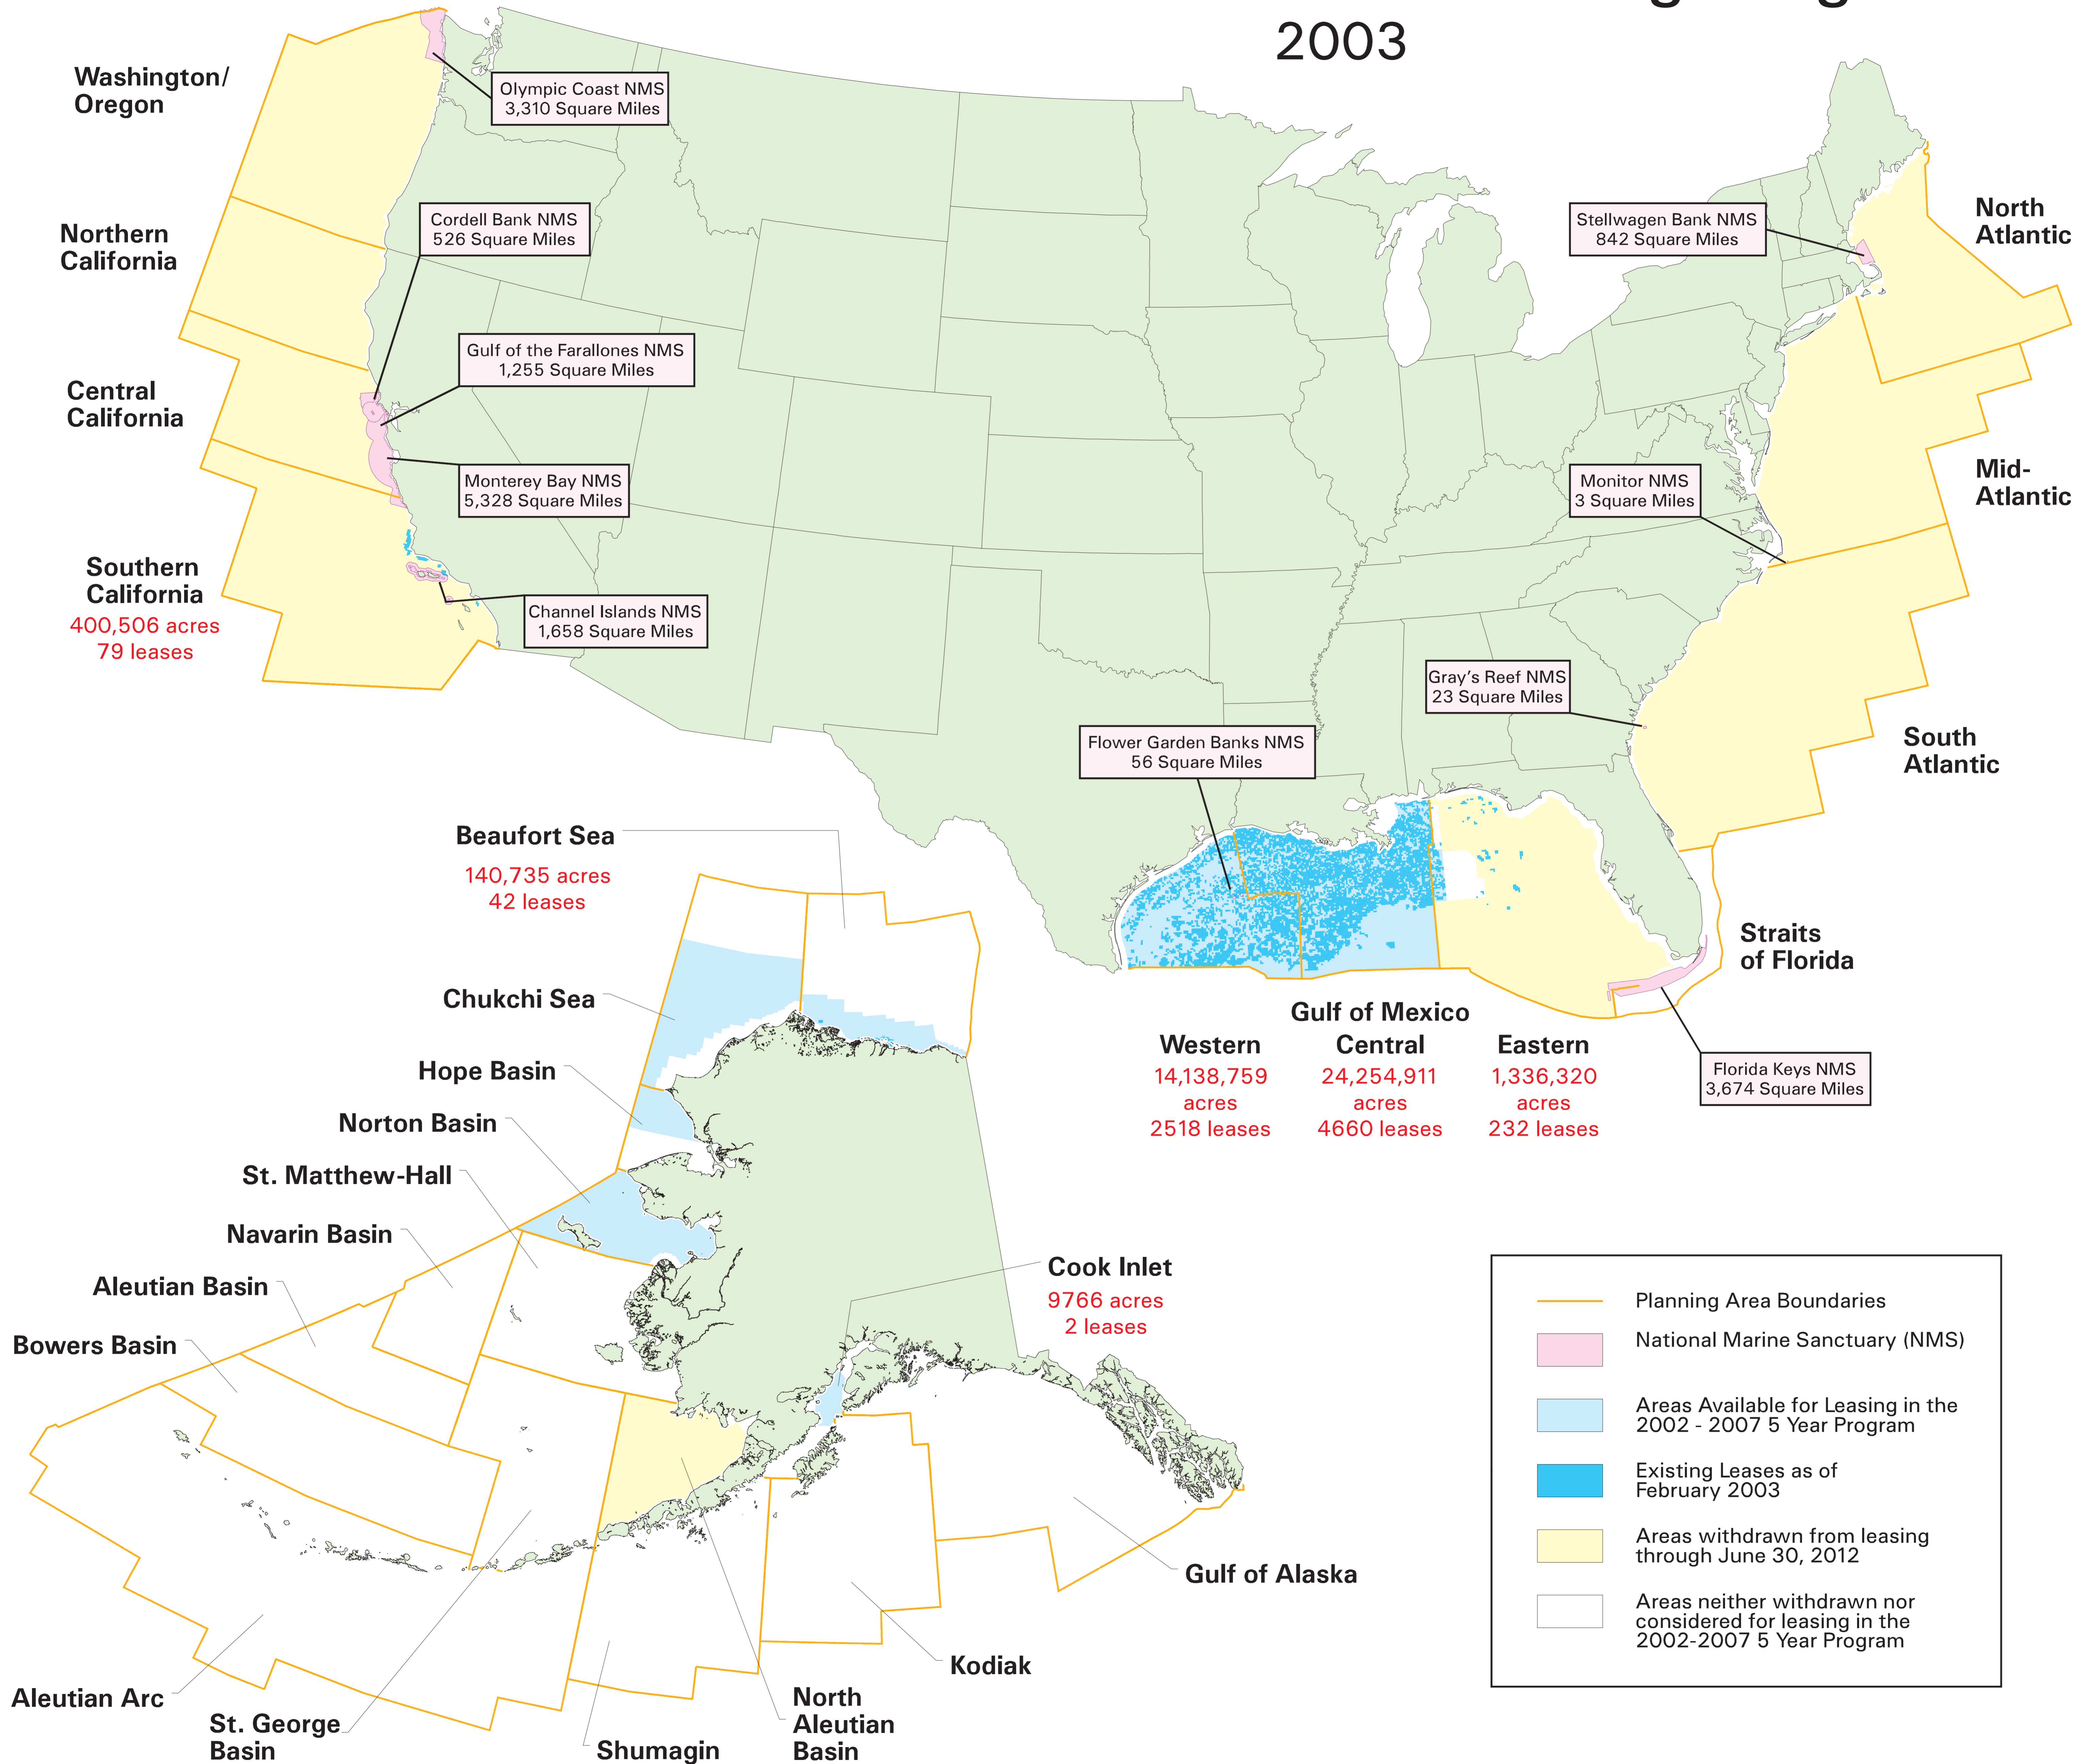 2003
Washington/
Oregon
Olympic Coast NMS
3,310 Square Miles
Northern
California
Cordell Bank NMS
526 Square Miles
Stellwagen Bank NMS
842 Square Miles
North
Atlantic
Gulf of the Farallones NMS
1,255 Square Miles
Central
California
Monterey Bay NMS
5,328 Square Miles
Monitor NMS
3 Square Miles
Mid-
Atlantic
Southern
California
400,506 acres
79 leases
Channel Islands NMS
1,658 Square Miles
Gray's Reef NMS
23 Square Miles
Flower Garden Banks NMS
56 Square Miles
South
Atlantic
Beaufort Sea
140,735 acres
42 leases
Straits
of Florida
Chukchi Sea
Gulf of Mexico
Western
14,138,759
acres
2518 leases
Central
24,254,911
acres
4660 leases
Eastern
1,336,320
acres
232 leases
Florida Keys NMS
3,674 Square Miles
Hope Basin
Norton Basin
St. Matthew-Hall
Navarin Basin
Aleutian Basin
Bowers Basin
Cook Inlet
9766 acres
2 leases
Planning Area Boundaries
National Marine Sanctuary (NMS)
Areas Available for Leasing in the
2002 - 2007 5 Year Program
Existing Leases as of
February 2003
Areas withdrawn from leasing
through June 30, 2012
Areas neither withdrawn nor
considered for leasing in the
2002-2007 5 Year Program
Gulf of Alaska
Kodiak
Aleutian Arc
St. George
Basin
Shumagin
North
Aleutian
Basin